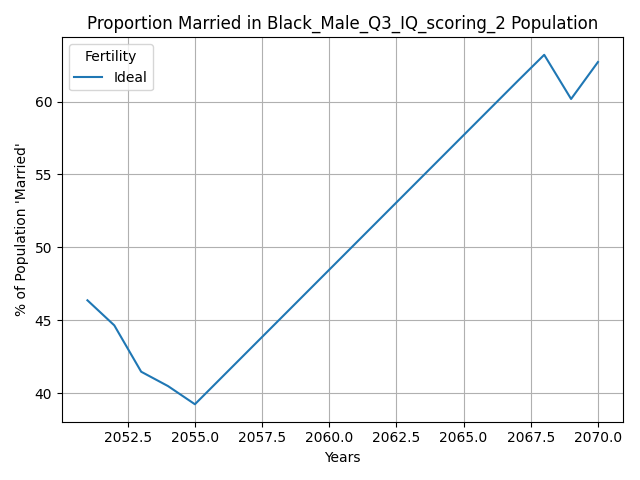 Proportion Married in Black_Male_Q3_IQ_scoring_2 Population
Fertility
Ideal
% of Population 'Married'
60
55
50
45
40
2052.5 2055.0 2057.5 2060.0 2062.5 2065.0 2067.5 2070.0
Years